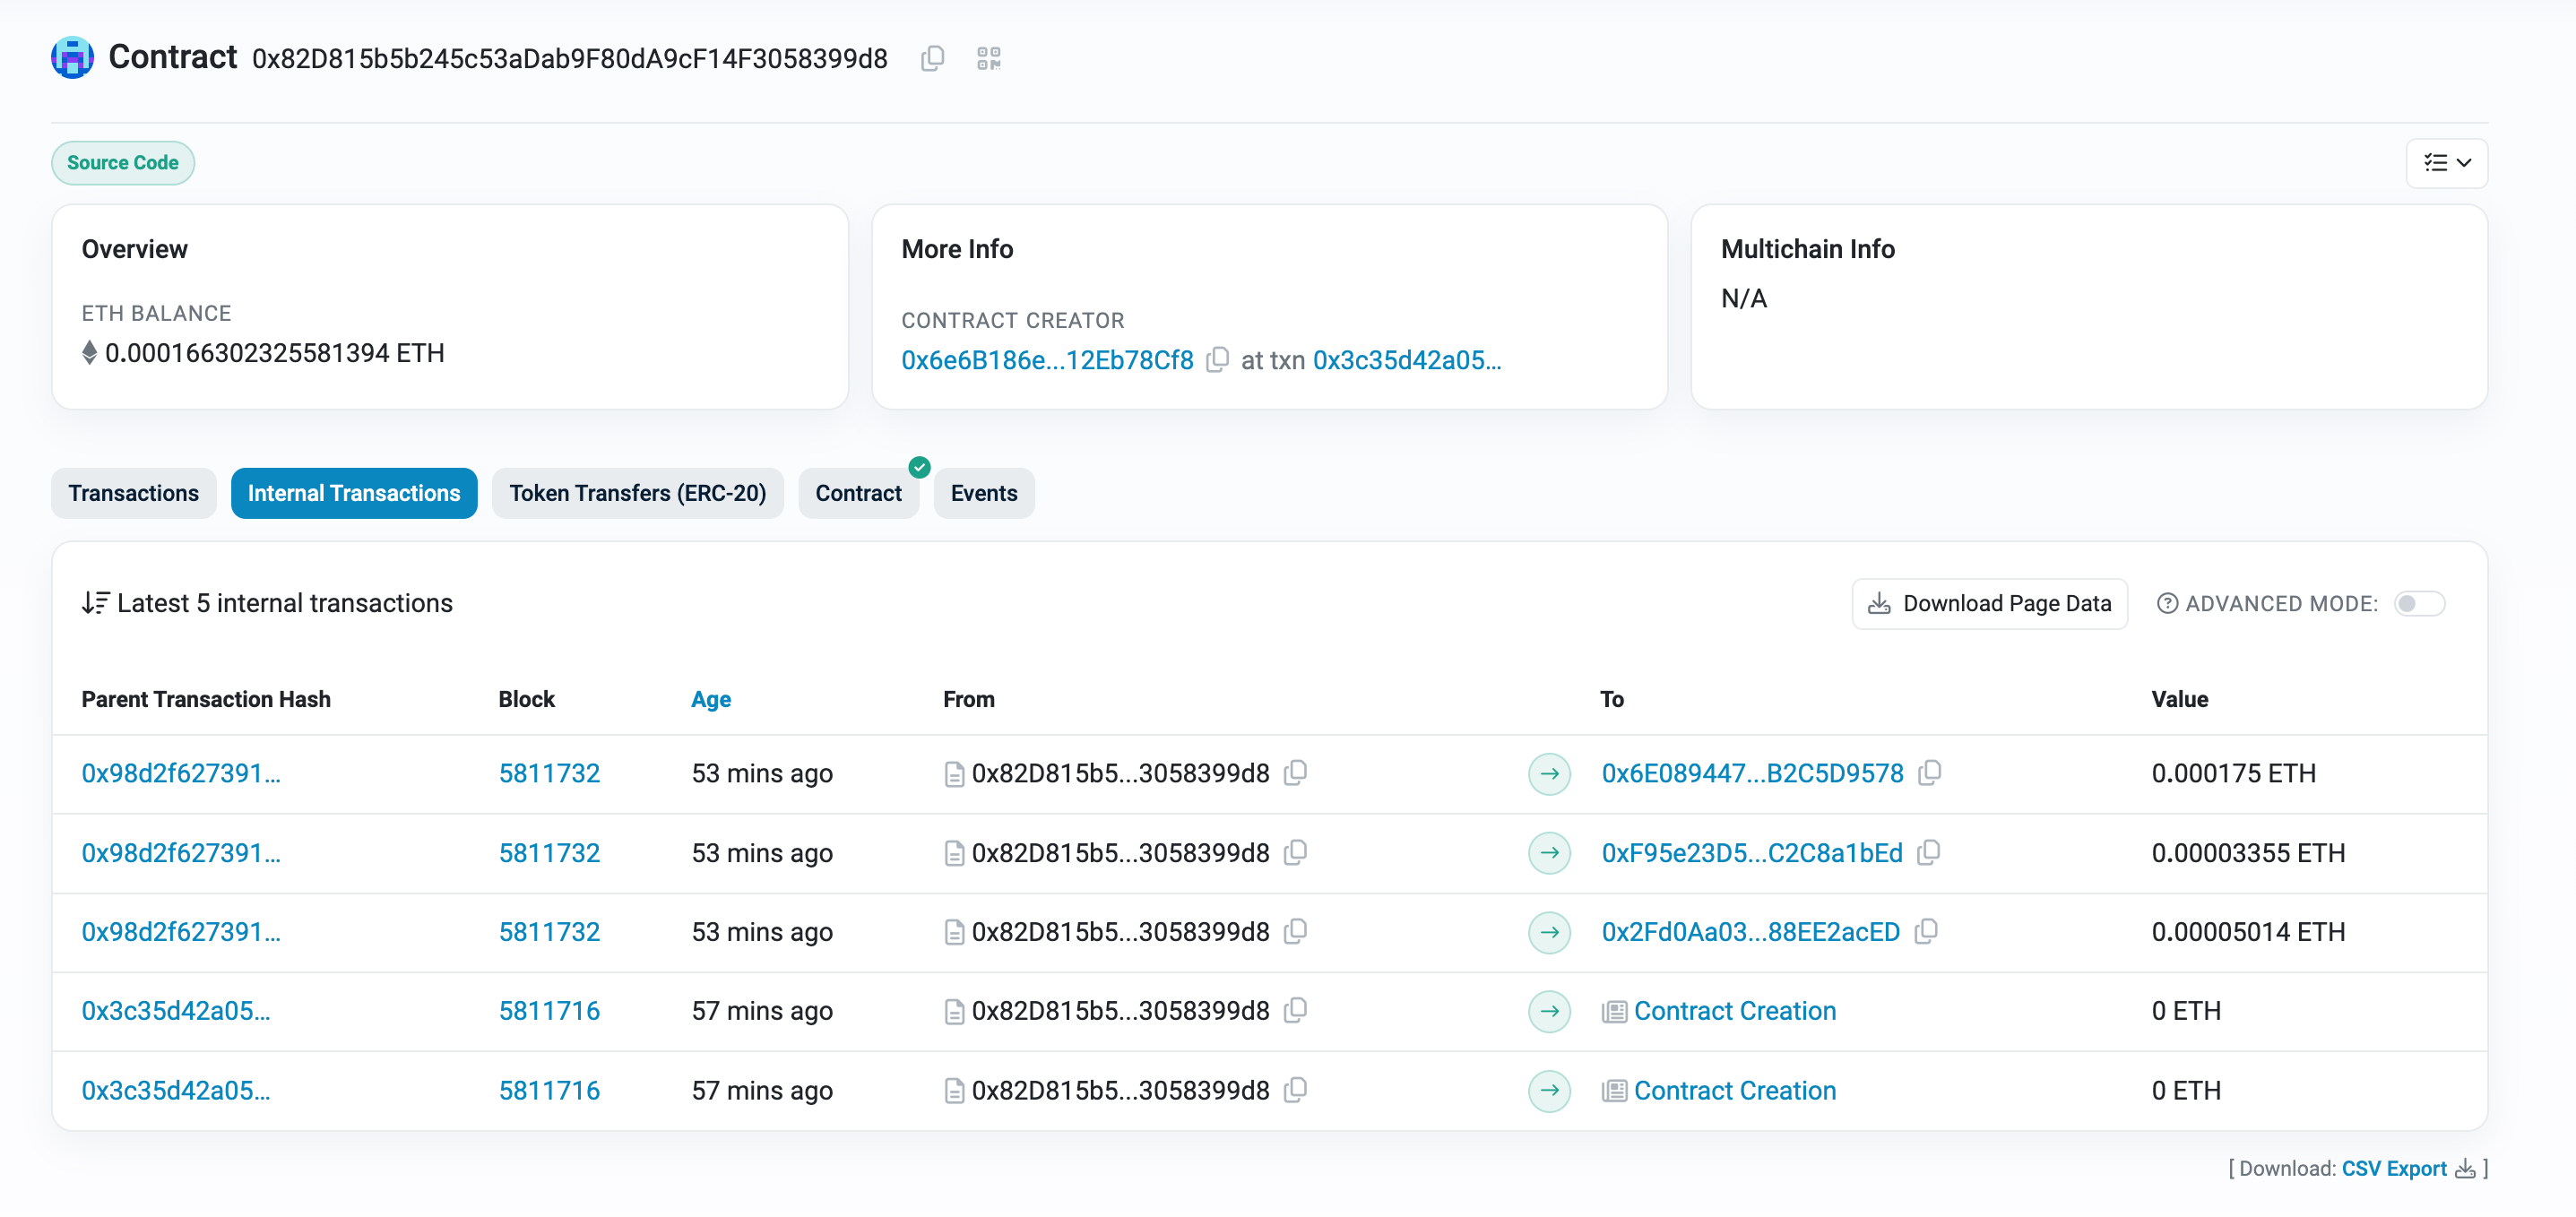 Contract 0x82D815b5b245c53aDab9F80dA9cF14F3058399d8
Source Code
Overview
ETH BALANCE
0.000166302325581394 ETH
More Info
CONTRACT CREATOR
0x6e6B186e...12Eb78Cf8 at txn 0x3c35d42a05...
Multichain Info
N/A
Transactions Internal Transactions Token Transfers (ERC-20) Contract Events
Latest 5 internal transactions Download Page Data ADVANCED MODE:
Parent Transaction Hash Block Age From To Value
0x98d2f627391... 5811732 53 mins ago 0x82D815b5...3058399d8 0x6E089447...B2C5D9578 0.000175 ETH
0x98d2f627391... 5811732 53 mins ago 0x82D815b5...3058399d8 0xF95e23D5...C2C8a1bEd 0.00003355 ETH
0x98d2f627391... 5811732 53 mins ago 0x82D815b5...3058399d8 0x2Fd0Aa03...88EE2acED 0.00005014 ETH
0x3c35d42a05... 5811716 57 mins ago 0x82D815b5...3058399d8 Contract Creation 0 ETH
0x3c35d42a05... 5811716 57 mins ago 0x82D815b5...3058399d8 Contract Creation 0 ETH
[ Download: CSV Export ]